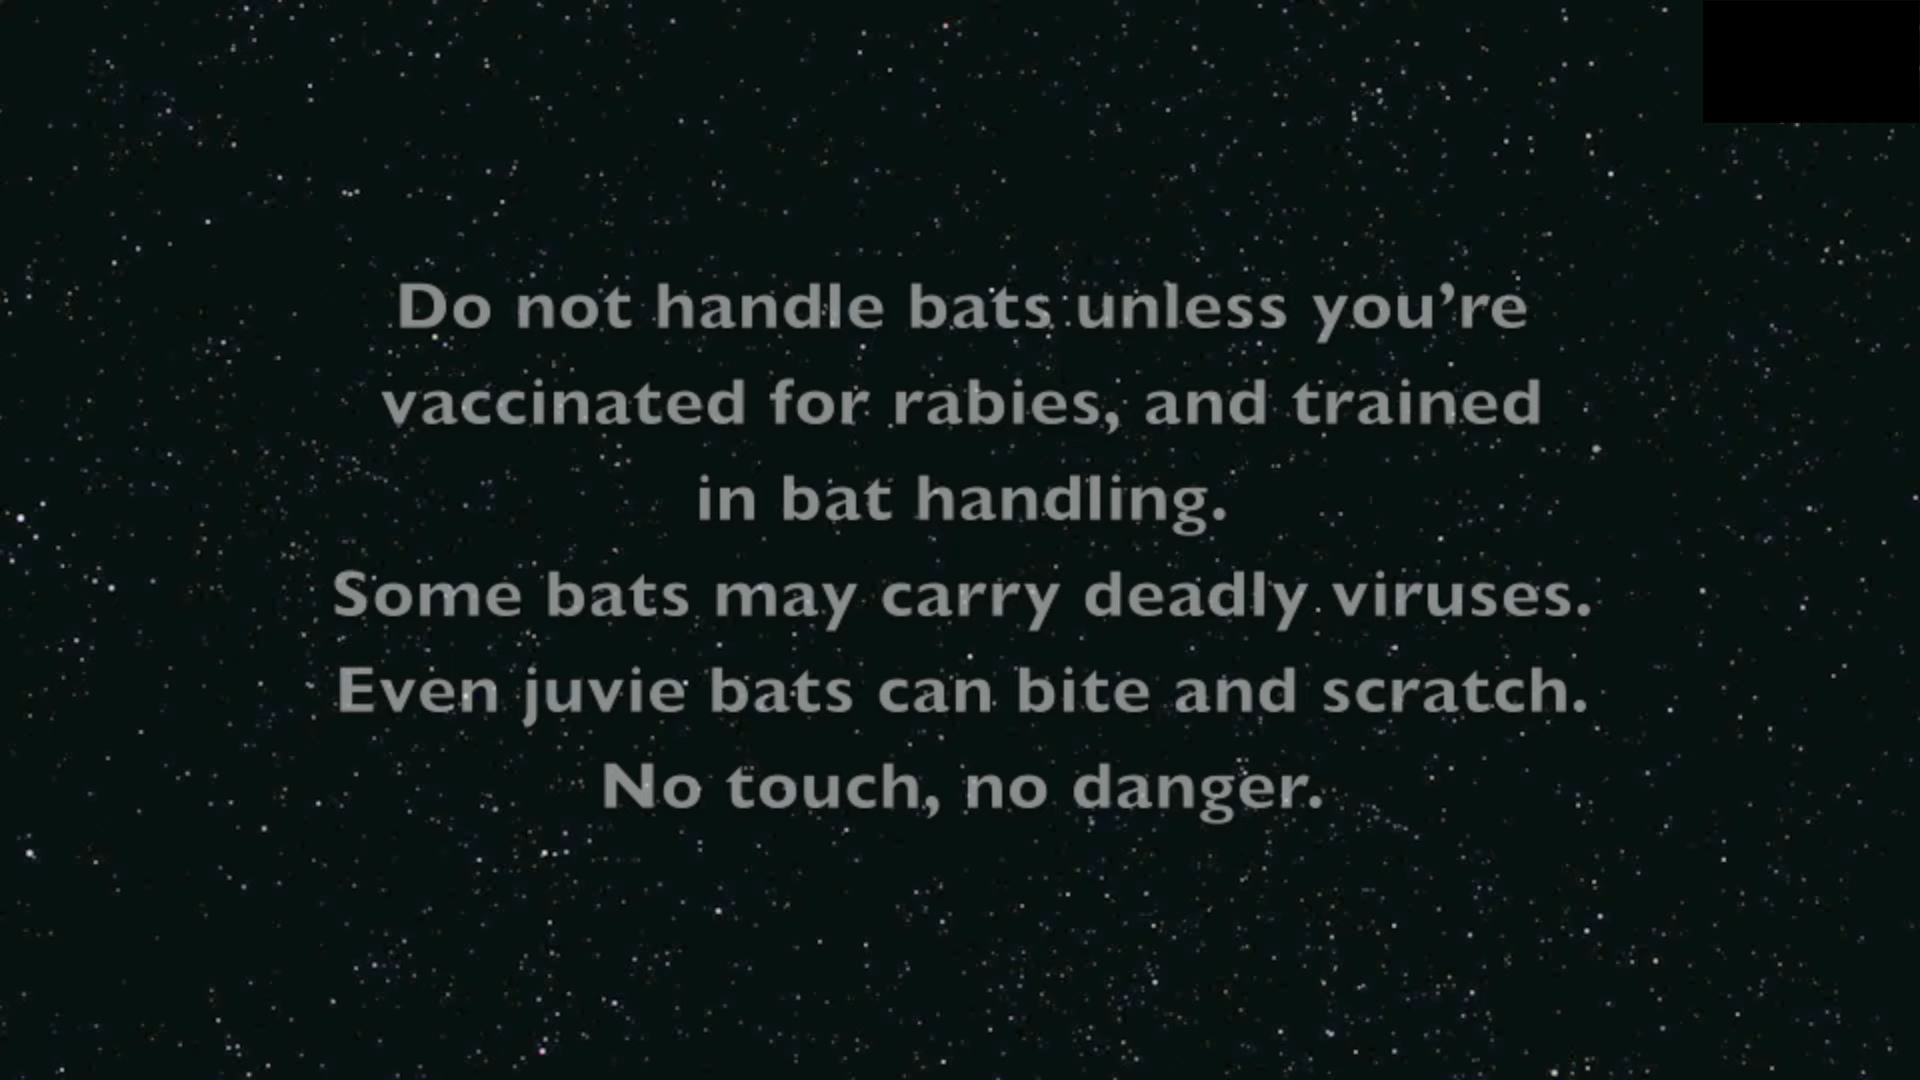 Do not handle bats unless you’re
vaccinated for rabies, and trained
in bat handling.
Some bats may carry deadly viruses.
Even juvie bats can bite and scratch.
No touch, no danger.